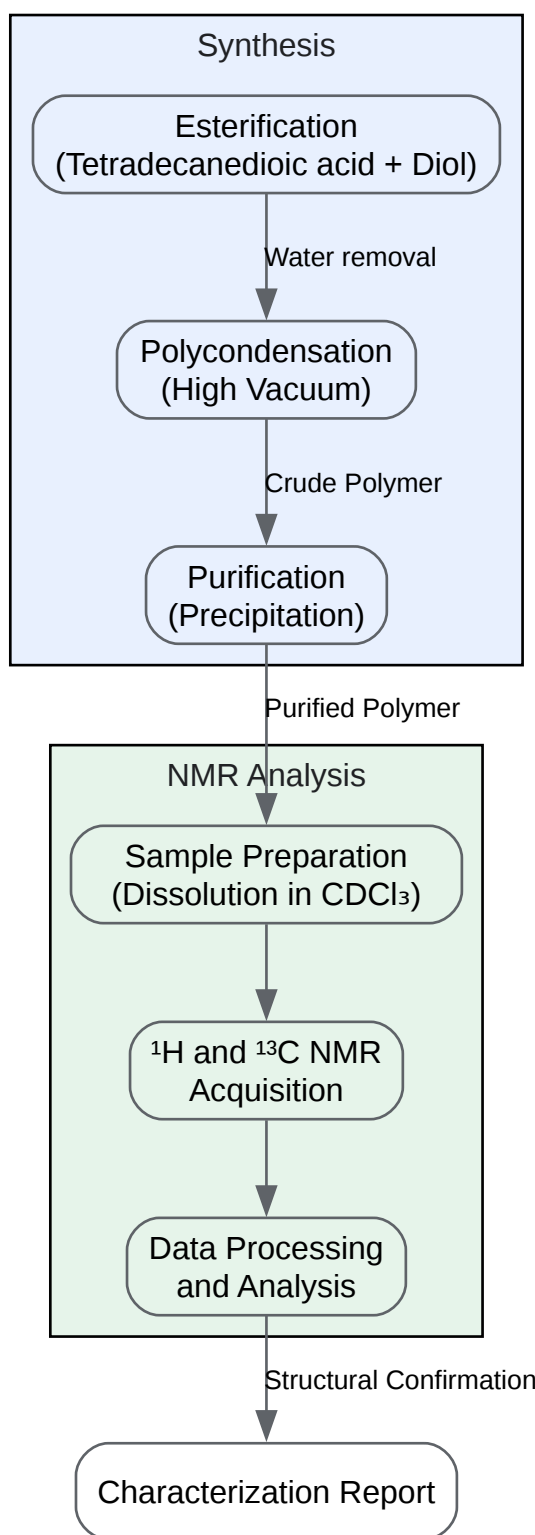 Synthesis
Esterification
(Tetradecanedioic acid + Diol)
Water removal
Polycondensation
(High Vacuum)
Crude Polymer
Purification
(Precipitation)
Purified Polymer
NMR Analysis
Sample Preparation
(Dissolution in CDCl₃)
¹H and ¹³C NMR
Acquisition
Data Processing
and Analysis
Structural Confirmation
Characterization Report